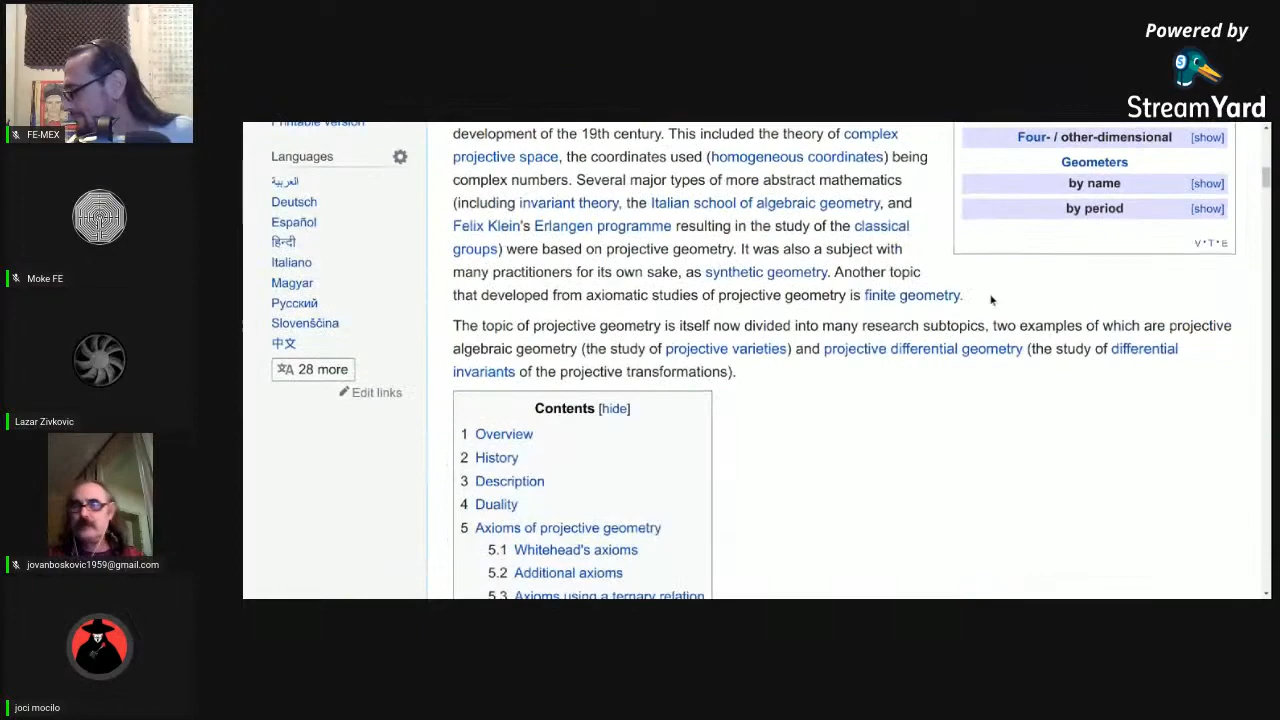 Powered by
StreamYard
FE-MEX
Moke FE
Lazar Zivkovic
jovanboskovic1959@gmail.com
joci mocilo
Printable version
Languages
العربية
Deutsch
Español
हिन्दी
Italiano
Magyar
Русский
Slovenščina
中文
28 more
Edit links
development of the 19th century. This included the theory of complex
projective space, the coordinates used (homogeneous coordinates) being
complex numbers. Several major types of more abstract mathematics
(including invariant theory, the Italian school of algebraic geometry, and
Felix Klein's Erlangen programme resulting in the study of the classical
groups) were based on projective geometry. It was also a subject with
many practitioners for its own sake, as synthetic geometry. Another topic
that developed from axiomatic studies of projective geometry is finite geometry.
The topic of projective geometry is itself now divided into many research subtopics, two examples of which are projective
algebraic geometry (the study of projective varieties) and projective differential geometry (the study of differential
invariants of the projective transformations).
Contents [hide]
1 Overview
2 History
3 Description
4 Duality
5 Axioms of projective geometry
5.1 Whitehead's axioms
5.2 Additional axioms
5.3 Axioms using a ternary relation
Four- / other-dimensional [show]
Geometers
by name [show]
by period [show]
V·T·E